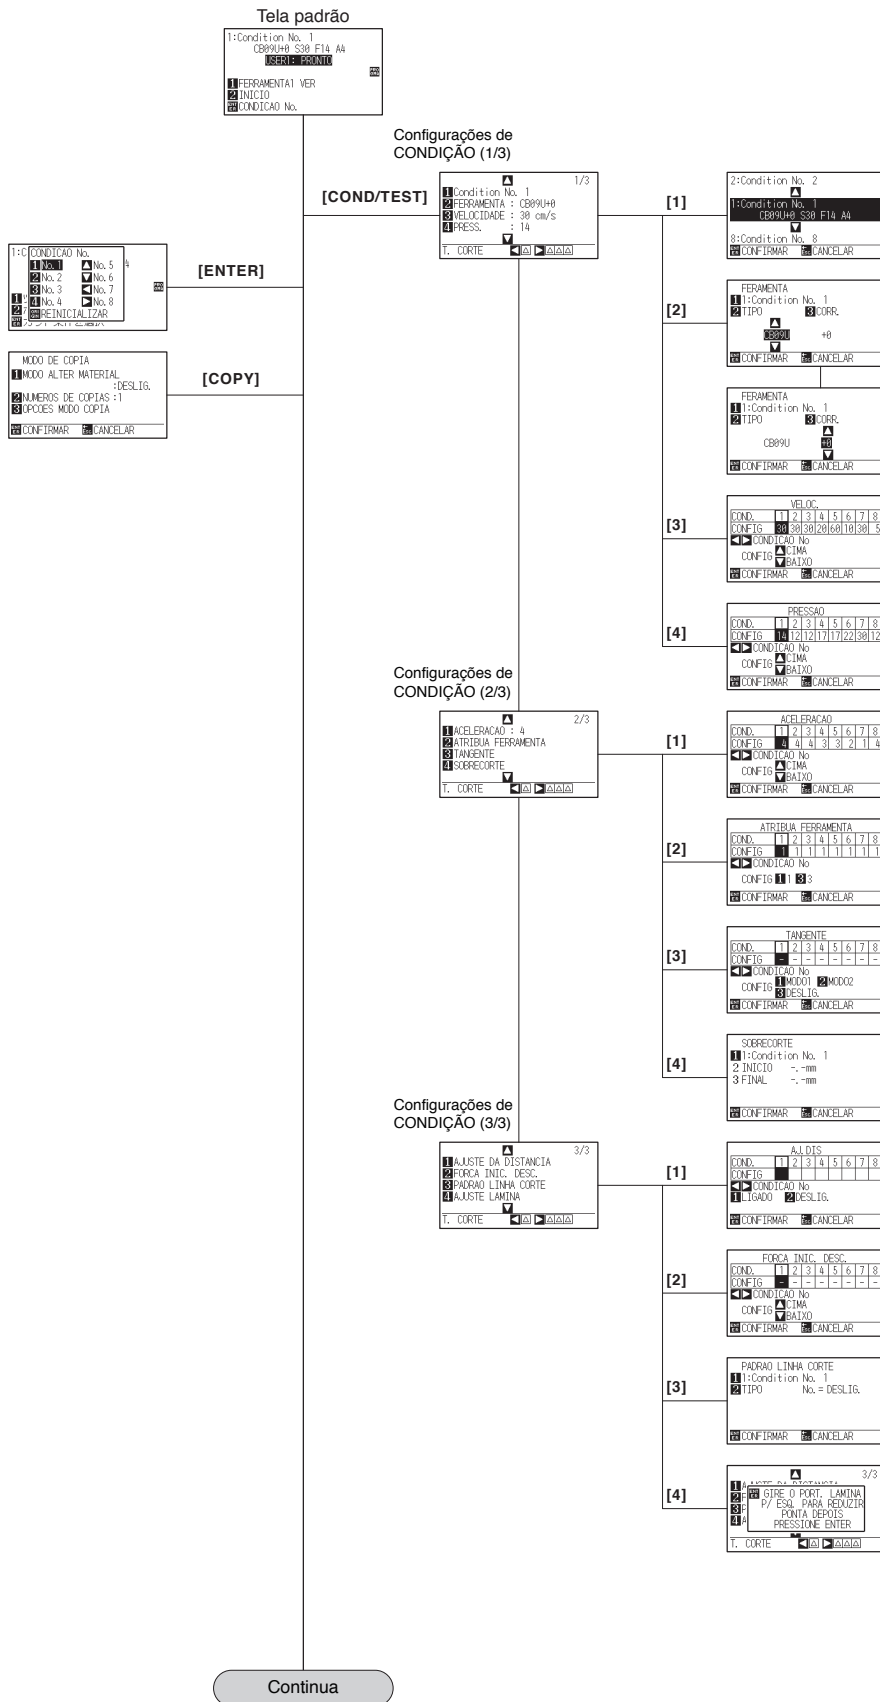 Tela padrão
1:Condition No. 1
CB09U+0 S30 F14 A4
USER1: PRONTO
1 FERRAMENTA1 VER
2 INICIO
CONDICAO No.
Configurações de
CONDIÇÃO (1/3)
[COND/TEST]
1/3
1 Condition No. 1
2 FERRAMENTA : CB09U+0
3 VELOCIDADE : 30 cm/s
4 PRESS. : 14
T. CORTE
[1]
2:Condition No. 2
1:Condition No. 1
CB09U+0 S30 F14 A4
8:Condition No. 8
CONFIRMAR CANCELAR
[ENTER]
1:C
CONDICAO No.
1 No. 1 No. 5
2 No. 2 No. 6
3 No. 3 No. 7
4 No. 4 No. 8
REINICIALIZAR
[2]
FERAMENTA
1 1:Condition No. 1
2 TIPO 3 CORR.
CB09U +0
CONFIRMAR CANCELAR
[COPY]
MODO DE COPIA
1 MODO ALTER MATERIAL
:DESLIG.
2 NUMEROS DE COPIAS :1
3 OPCOES MODO COPIA
CONFIRMAR CANCELAR
FERAMENTA
1 1:Condition No. 1
2 TIPO 3 CORR.
CB09U +0
CONFIRMAR CANCELAR
[3]
VELOC.
COND. 1 2 3 4 5 6 7 8
CONFIG 30 30 30 20 60 10 30 5
CONDICAO No
CONFIG CIMA
BAIXO
CONFIRMAR CANCELAR
[4]
PRESSAO
COND. 1 2 3 4 5 6 7 8
CONFIG 14 12 12 17 17 22 30 12
CONDICAO No
CONFIG CIMA
BAIXO
CONFIRMAR CANCELAR
Configurações de
CONDIÇÃO (2/3)
2/3
1 ACELERACAO : 4
2 ATRIBUA FERRAMENTA
3 TANGENTE
4 SOBRECORTE
T. CORTE
[1]
ACELERACAO
COND. 1 2 3 4 5 6 7 8
CONFIG 4 4 4 3 3 2 1 4
CONDICAO No
CONFIG CIMA
BAIXO
CONFIRMAR CANCELAR
[2]
ATRIBUA FERRAMENTA
COND. 1 2 3 4 5 6 7 8
CONFIG 1 1 1 1 1 1 1 1
CONDICAO No
CONFIG 1 1 3 3
CONFIRMAR CANCELAR
[3]
TANGENTE
COND. 1 2 3 4 5 6 7 8
CONFIG - - - - - - - -
CONDICAO No
CONFIG 1 MODO1 2 MODO2
3 DESLIG.
CONFIRMAR CANCELAR
[4]
SOBRECORTE
1 1:Condition No. 1
2 INICIO -.-mm
3 FINAL -.-mm
CONFIRMAR CANCELAR
Configurações de
CONDIÇÃO (3/3)
3/3
1 AJUSTE DA DISTANCIA
2 FORCA INIC. DESC.
3 PADRAO LINHA CORTE
4 AJUSTE LAMINA
T. CORTE
[1]
AJ.DIS
COND. 1 2 3 4 5 6 7 8
CONFIG
CONDICAO No
1 LIGADO 2 DESLIG.
CONFIRMAR CANCELAR
[2]
FORCA INIC. DESC.
COND. 1 2 3 4 5 6 7 8
CONFIG - - - - - - - -
CONDICAO No
CONFIG CIMA
BAIXO
CONFIRMAR CANCELAR
[3]
PADRAO LINHA CORTE
1 1:Condition No. 1
2 TIPO No. = DESLIG.
CONFIRMAR CANCELAR
[4]
3/3
GIRE O PORT. LAMINA
P/ ESQ. PARA REDUZIR
PONTA DEPOIS
PRESSIONE ENTER
T. CORTE
Continua